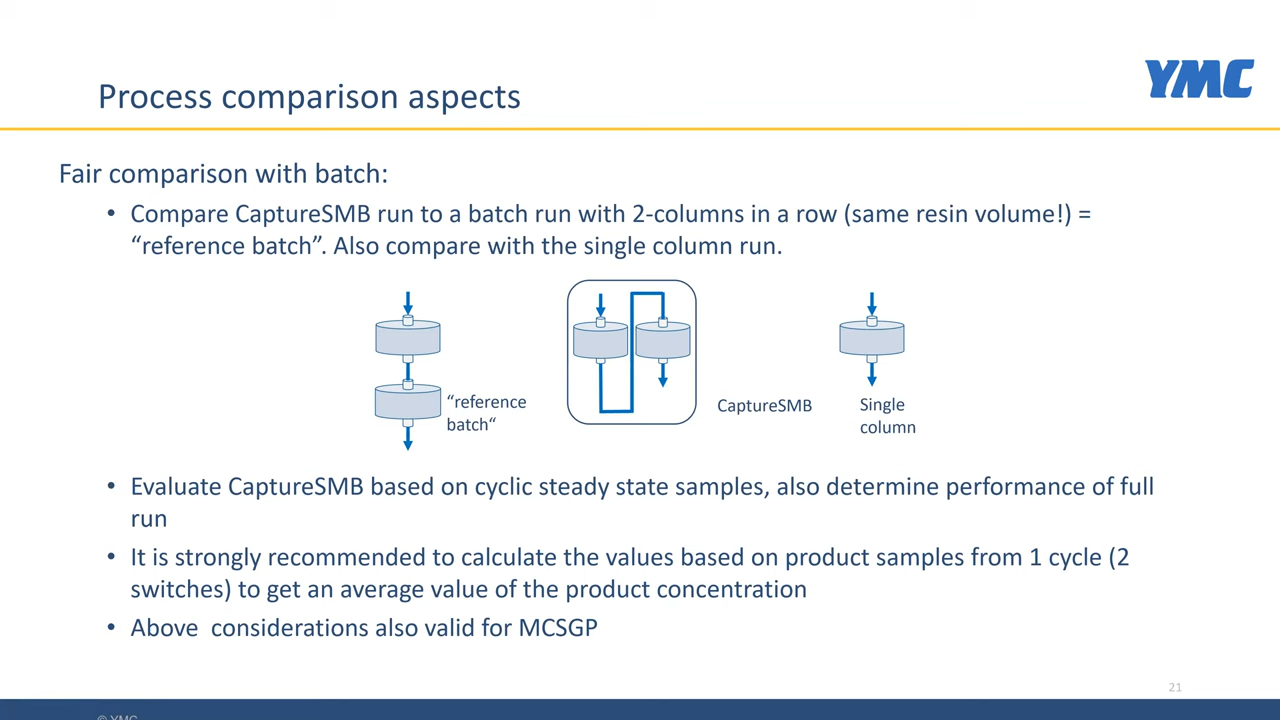 YMC
Process comparison aspects
Fair comparison with batch:
• Compare CaptureSMB run to a batch run with 2-columns in a row (same resin volume!) =
“reference batch”. Also compare with the single column run.
“reference
batch“
CaptureSMB
Single
column
• Evaluate CaptureSMB based on cyclic steady state samples, also determine performance of full
run
• It is strongly recommended to calculate the values based on product samples from 1 cycle (2
switches) to get an average value of the product concentration
• Above  considerations also valid for MCSGP
21
© YMC